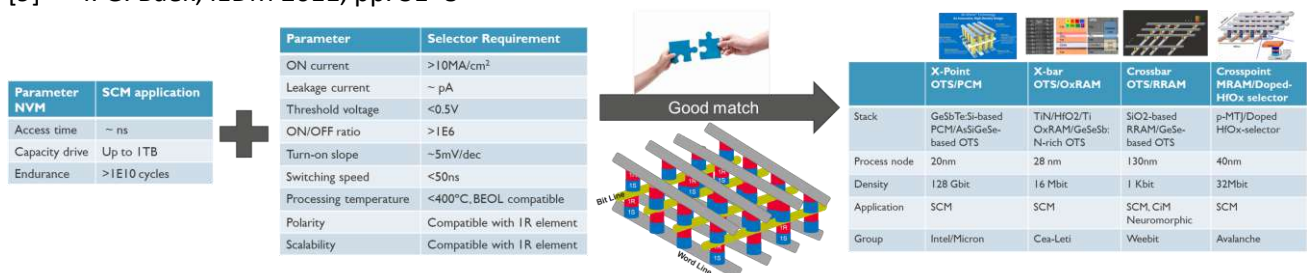 G. Baek, IEDM 2011, pp.
Parameter NVM | SCM application
Access time | ~ ns
Capacity drive | Up to 1TB
Endurance | >1E10 cycles
Parameter | Selector Requirement
ON current | >10MA/cm²
Leakage current | ~ pA
Threshold voltage | <0.5V
ON/OFF ratio | >1E6
Turn-on slope | ~5mV/dec
Switching speed | <50ns
Processing temperature | <400°C, BEOL compatible
Polarity | Compatible with 1R element
Scalability | Compatible with 1R element
Good match
Bit Line
1R
1S
Word Line
X-Point OTS/PCM | X-bar OTS/OxRAM | Crossbar OTS/RRAM | Crosspoint MRAM/Doped-HfOx selector
Stack | GeSbTe:Si-based PCM/AsSiGeSe-based OTS | TiN/HfO2/Ti OxRAM/GeSeSb:N-rich OTS | SiO2-based RRAM/GeSe-based OTS | p-MTJ/Doped HfOx-selector
Process node | 20nm | 28 nm | 130nm | 40nm
Density | 128 Gbit | 16 Mbit | 1 Kbit | 32Mbit
Application | SCM | SCM | SCM, CiM Neuromorphic | SCM
Group | Intel/Micron | Cea-Leti | Weebit | Avalanche